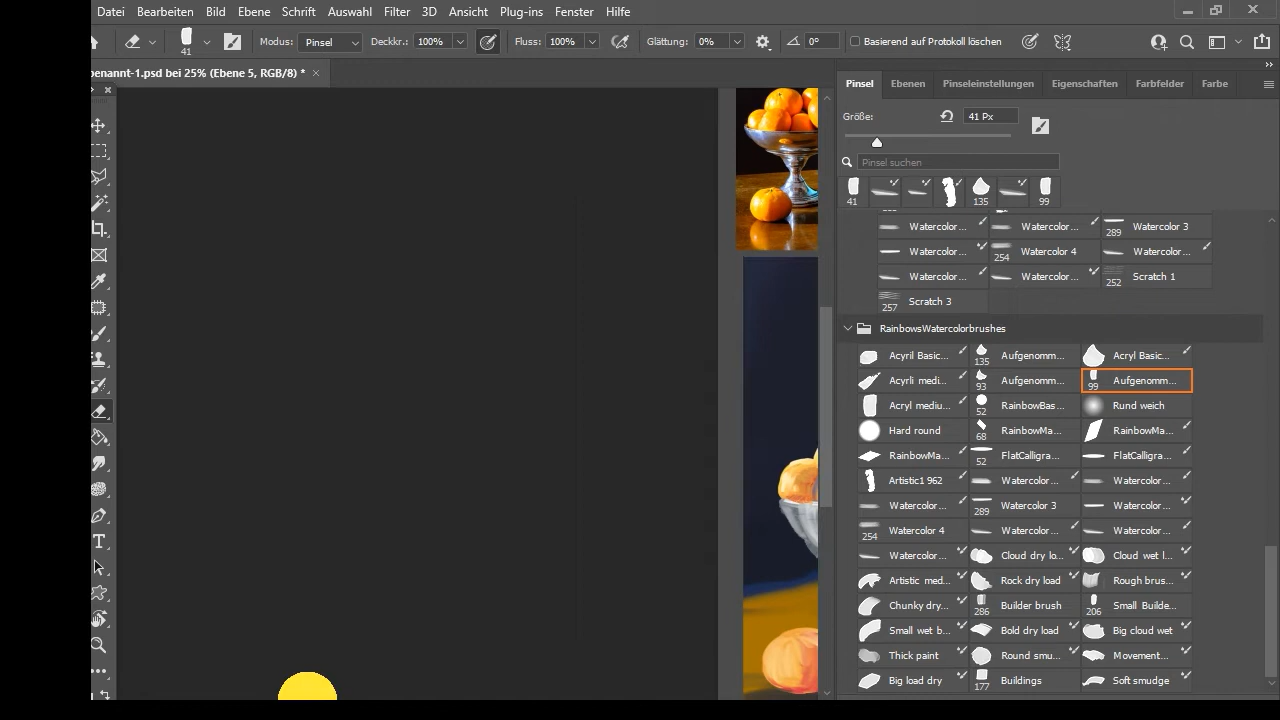 Datei Bearbeiten Bild Ebene Schrift Auswahl Filter 3D Ansicht Plug-ins Fenster Hilfe
41 Modus: Pinsel Deckkr.: 100% Fluss: 100% Glättung: 0% 0° Basierend auf Protokoll löschen
benannt-1.psd bei 25% (Ebene 5, RGB/8) *
Pinsel Ebenen Pinseleinstellungen Eigenschaften Farbfelder Farbe
Größe: 41 Px
Pinsel suchen
41 135 99
Watercolor... Watercolor... 289 Watercolor 3
Watercolor... 254 Watercolor 4 Watercolor...
Watercolor... Watercolor... 252 Scratch 1
257 Scratch 3
RainbowsWatercolorbrushes
Acyril Basic... 135 Aufgenomm... Acryl Basic...
Acyrli medi... 93 Aufgenomm... 99 Aufgenomm...
Acryl mediu... 52 RainbowBas... Rund weich
Hard round 68 RainbowMa... RainbowMa...
RainbowMa... 52 FlatCalligra... FlatCalligra...
Artistic1 962 Watercolor... Watercolor...
Watercolor... 289 Watercolor 3 Watercolor...
254 Watercolor 4 Watercolor... Watercolor...
Watercolor... Cloud dry lo... Cloud wet l...
Artistic med... Rock dry load Rough brus...
Chunky dry... 286 Builder brush 206 Small Builde...
Small wet b... Bold dry load Big cloud wet
Thick paint Round smu... Movement...
Big load dry 177 Buildings Soft smudge